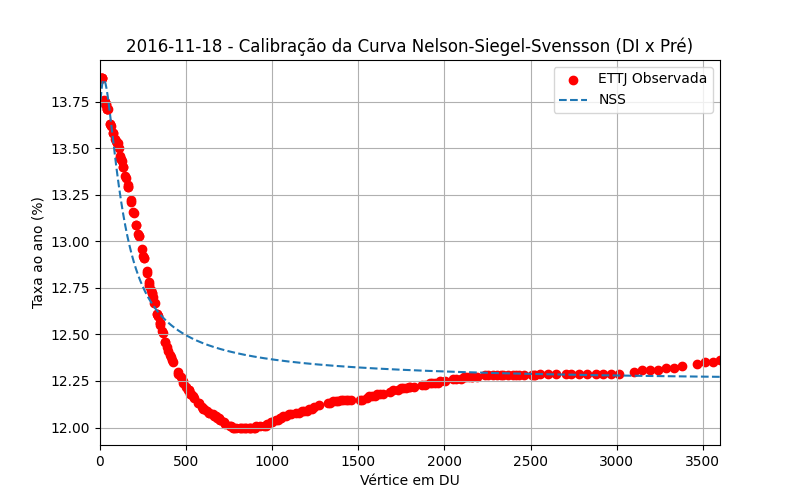 2016-11-18 - Calibração da Curva Nelson-Siegel-Svensson (DI x Pré)
ETTJ Observada
NSS
Taxa ao ano (%)
13.75
13.50
13.25
13.00
12.75
12.50
12.25
12.00
0 500 1000 1500 2000 2500 3000 3500
Vértice em DU